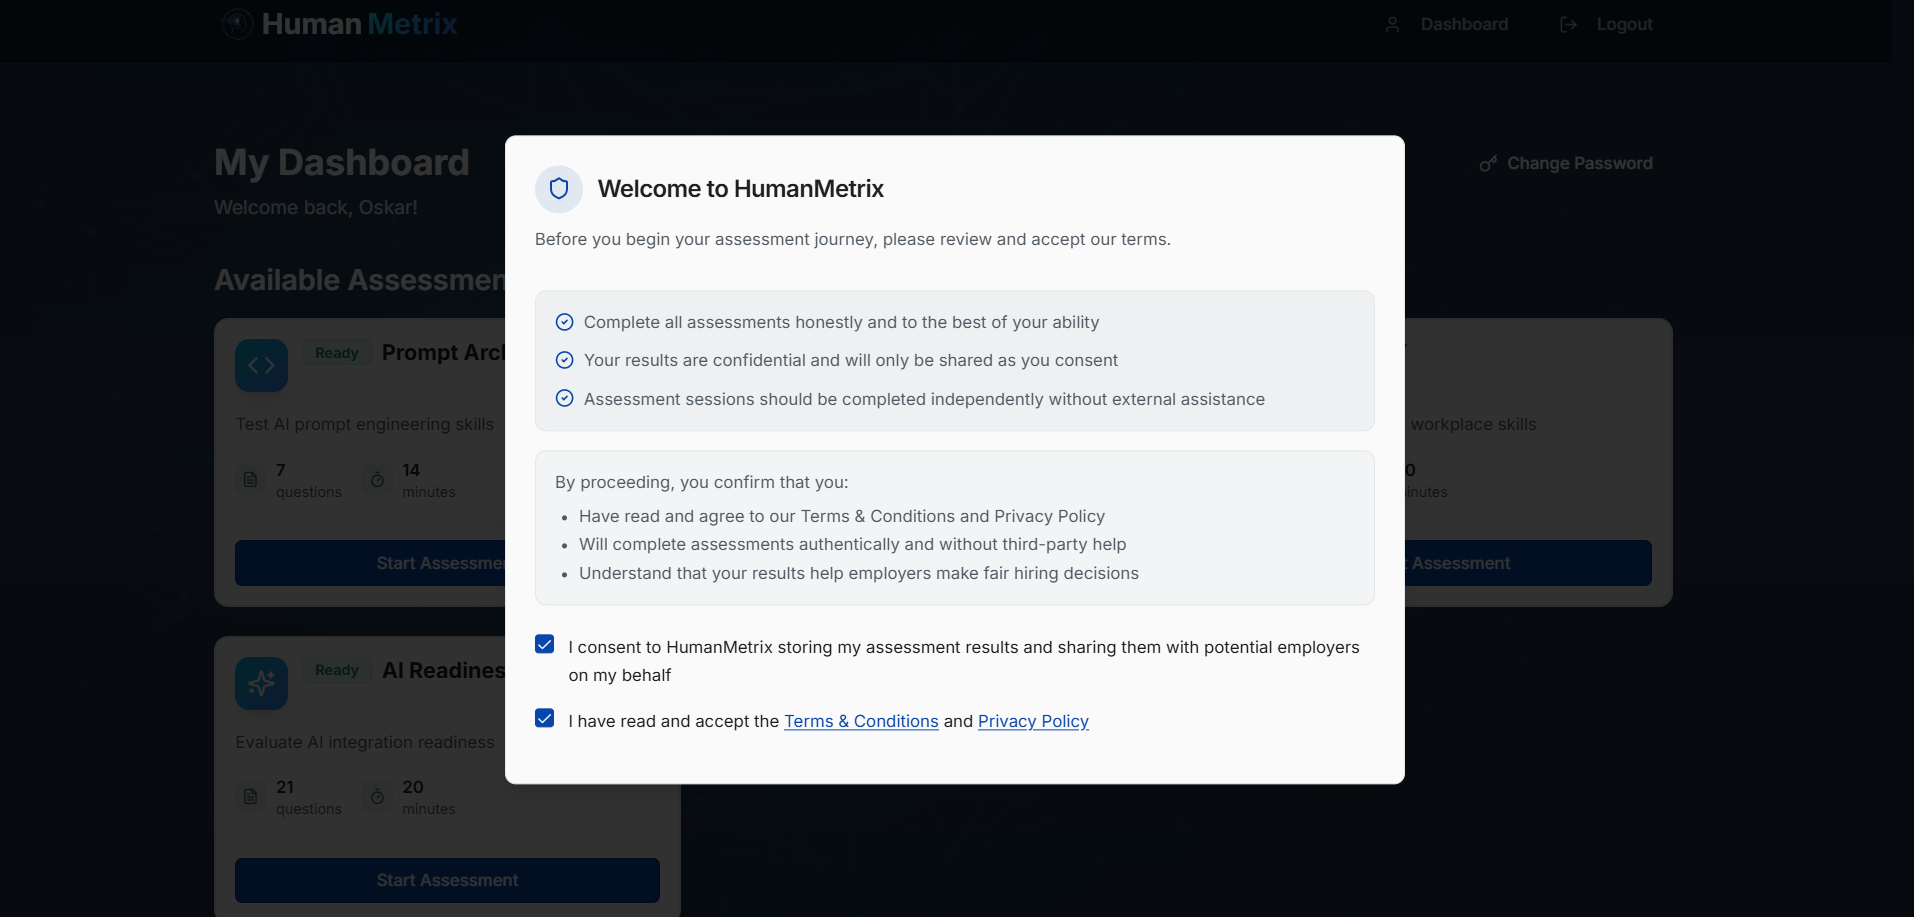 Human Metrix
Dashboard
Logout
My Dashboard
Change Password
Welcome back, Oskar!
Available
Ready
Prompt
Test AI prompt engineering skills
7
questions
14
minutes
Start
Welcome to HumanMetrix
Before you begin your assessment journey, please review and accept our terms.
Complete all assessments honestly and to the best of your ability
Your results are confidential and will only be shared as you consent
Assessment sessions should be completed independently without external assistance
By proceeding, you confirm that you:
Have read and agree to our Terms & Conditions and Privacy Policy
Will complete assessments authentically and without third-party help
Understand that your results help employers make fair hiring decisions
I consent to HumanMetrix storing my assessment results and sharing them with potential employers
on my behalf
I have read and accept the Terms & Conditions and Privacy Policy
workplace skills
Assessment
Ready
AI
Evaluate AI integration readiness
21
questions
20
minutes
Start Assessment